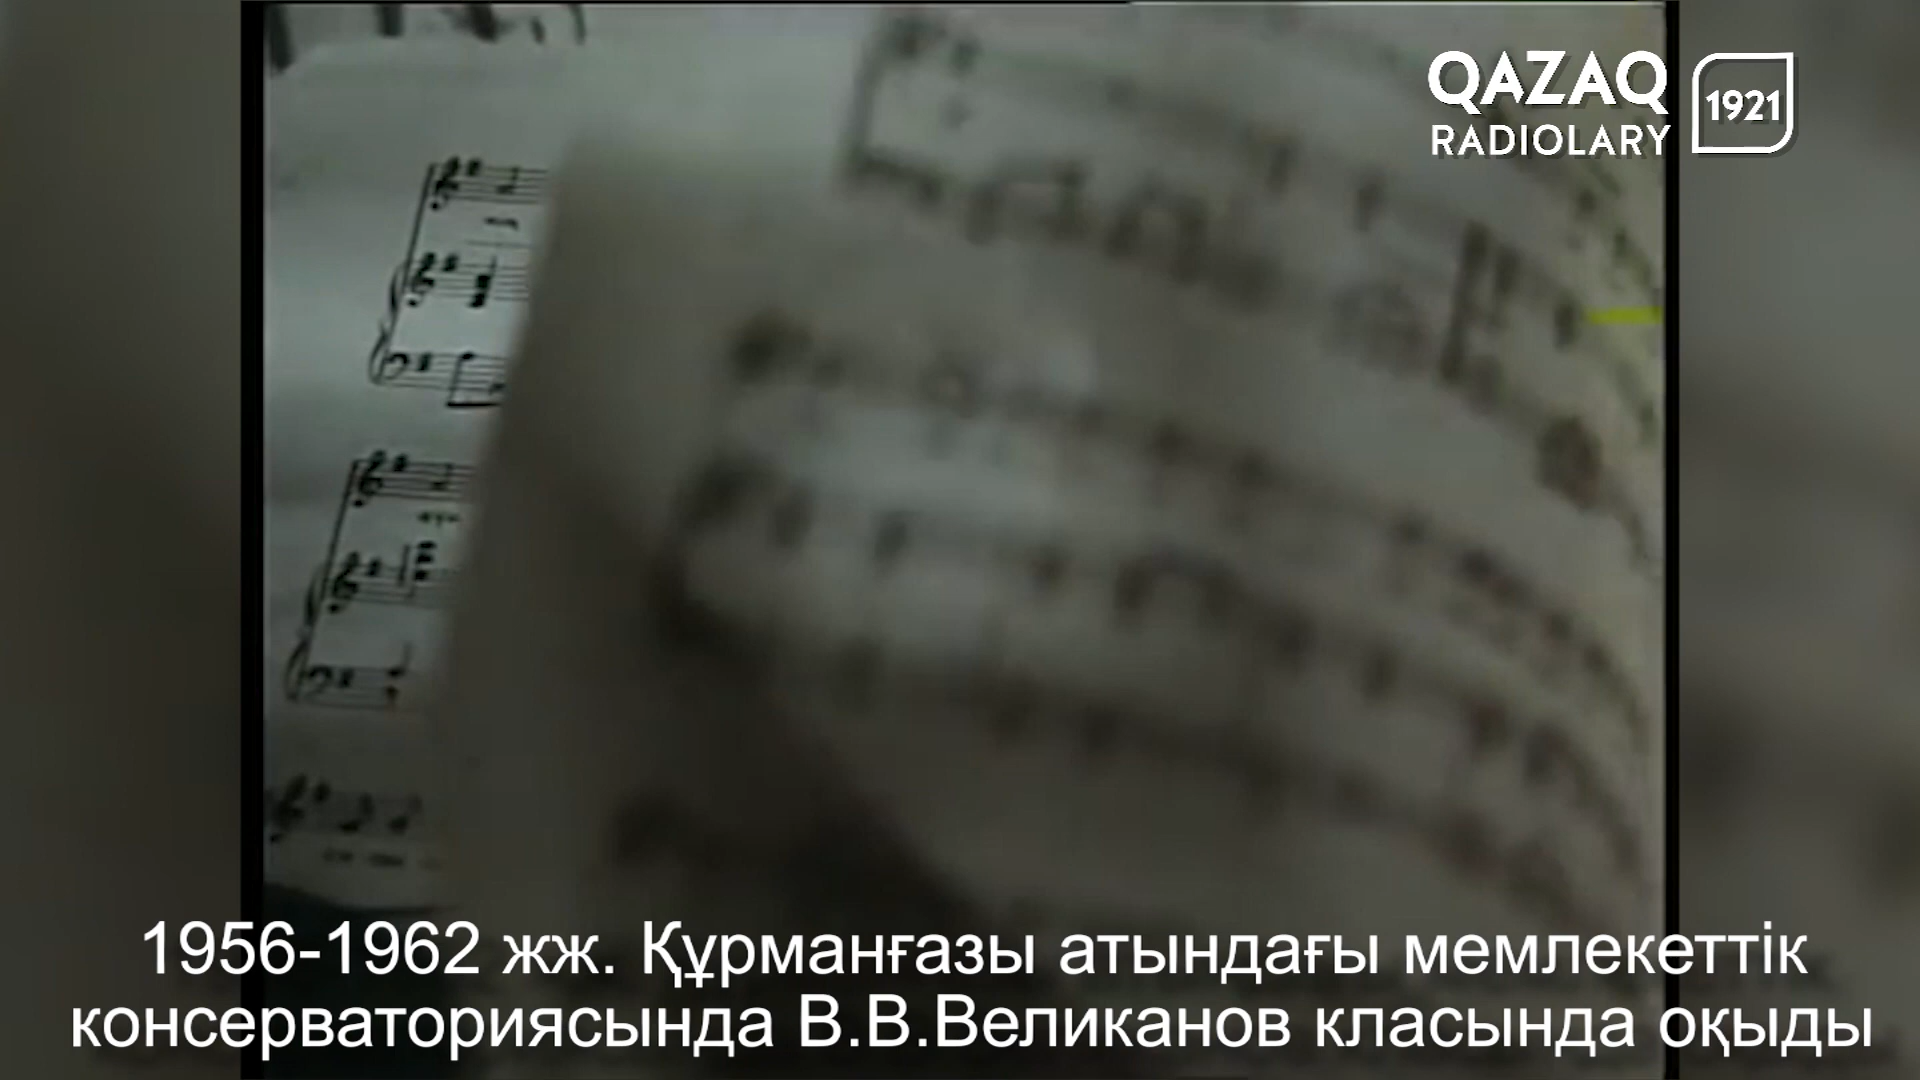 QAZAQ
RADIOLARY
1921
1956-1962 жж. Құрманғазы атындағы мемлекеттік
консерваториясында В.В.Великанов класында оқыды